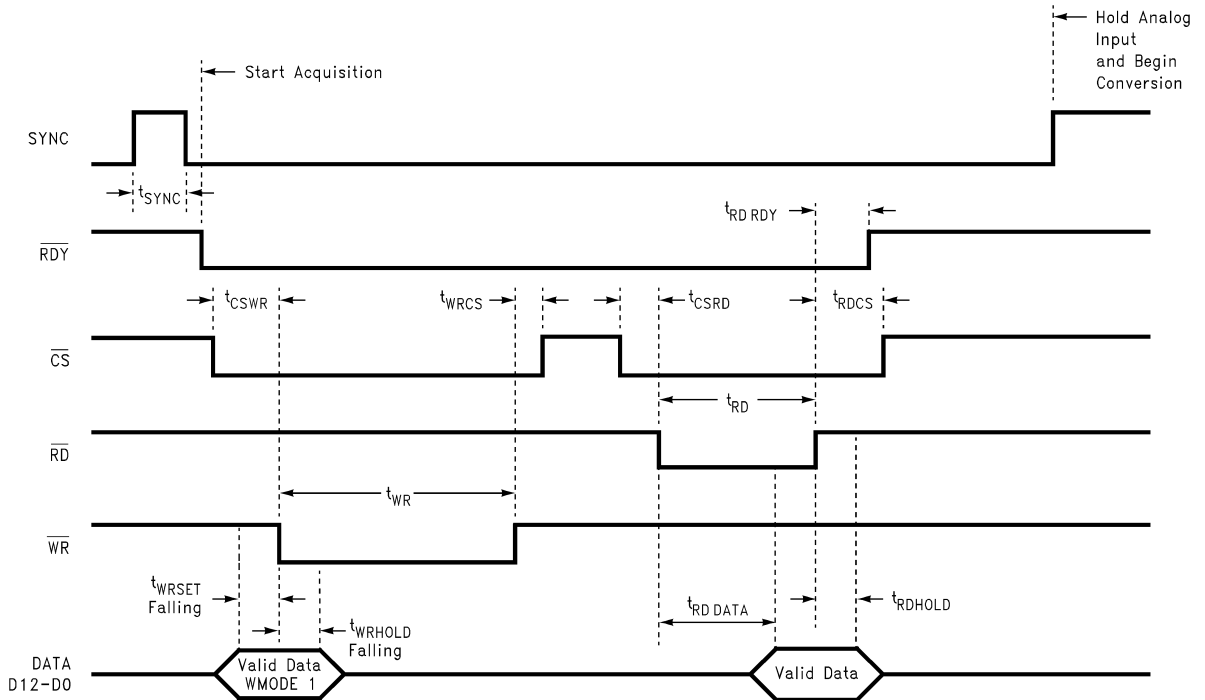 Hold Analog
Input
and Begin
Conversion
Start Acquisition
SYNC
tSYNC
tRD RDY
RDY
tCSWR
tWRCS
tCSRD
tRDCS
CS
tRD
RD
tWR
WR
tWRSET
Falling
tRD DATA
tRDHOLD
tWRHOLD
Falling
DATA
D12-D0
Valid Data
WMODE 1
Valid Data